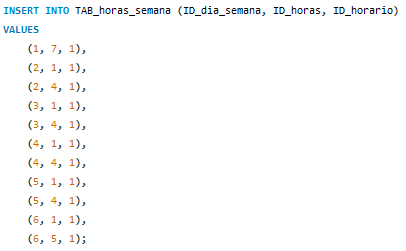 INSERT INTO TAB_horas_semana (ID_dia_semana, ID_horas, ID_horario)
VALUES
(1, 7, 1),
(2, 1, 1),
(2, 4, 1),
(3, 1, 1),
(3, 4, 1),
(4, 1, 1),
(4, 4, 1),
(5, 1, 1),
(5, 4, 1),
(6, 1, 1),
(6, 5, 1);